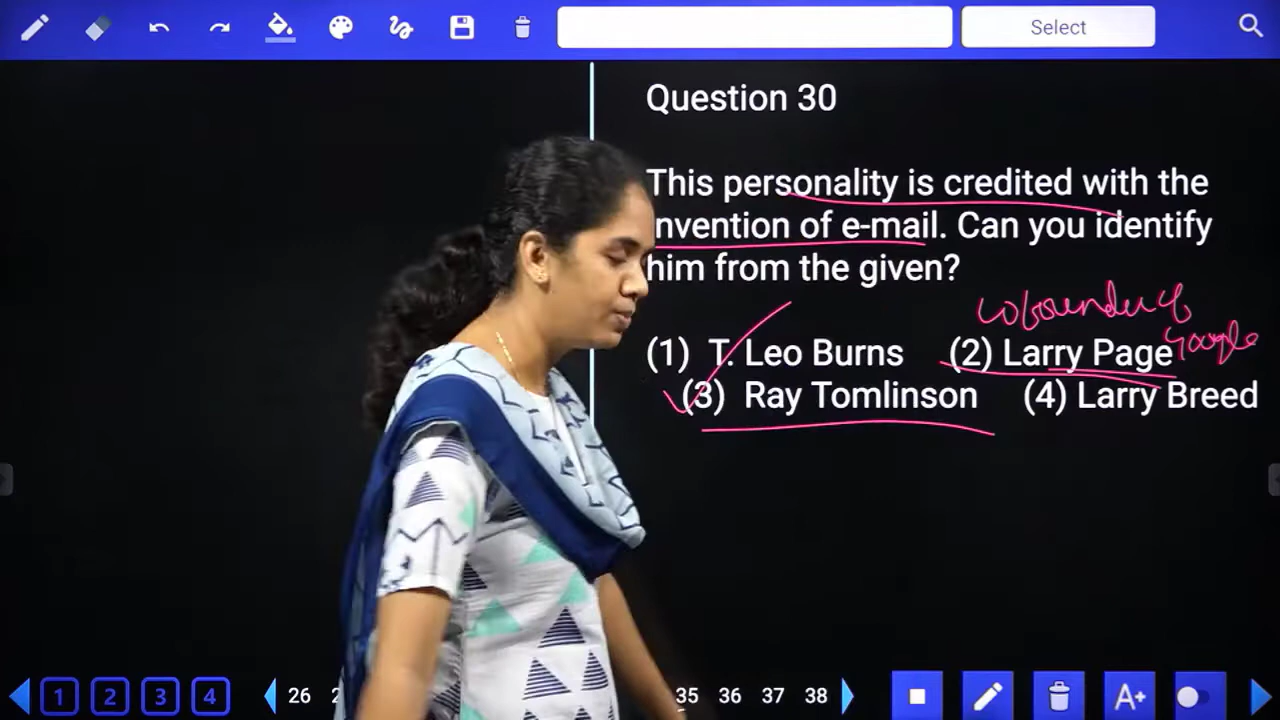 Select
Question 30
This personality is credited with the
nvention of e-mail. Can you identify
him from the given?
cofounder of
Google
(1) T. Leo Burns (2) Larry Page
(3) Ray Tomlinson (4) Larry Breed
1 2 3 4 26 2 35 36 37 38 A+